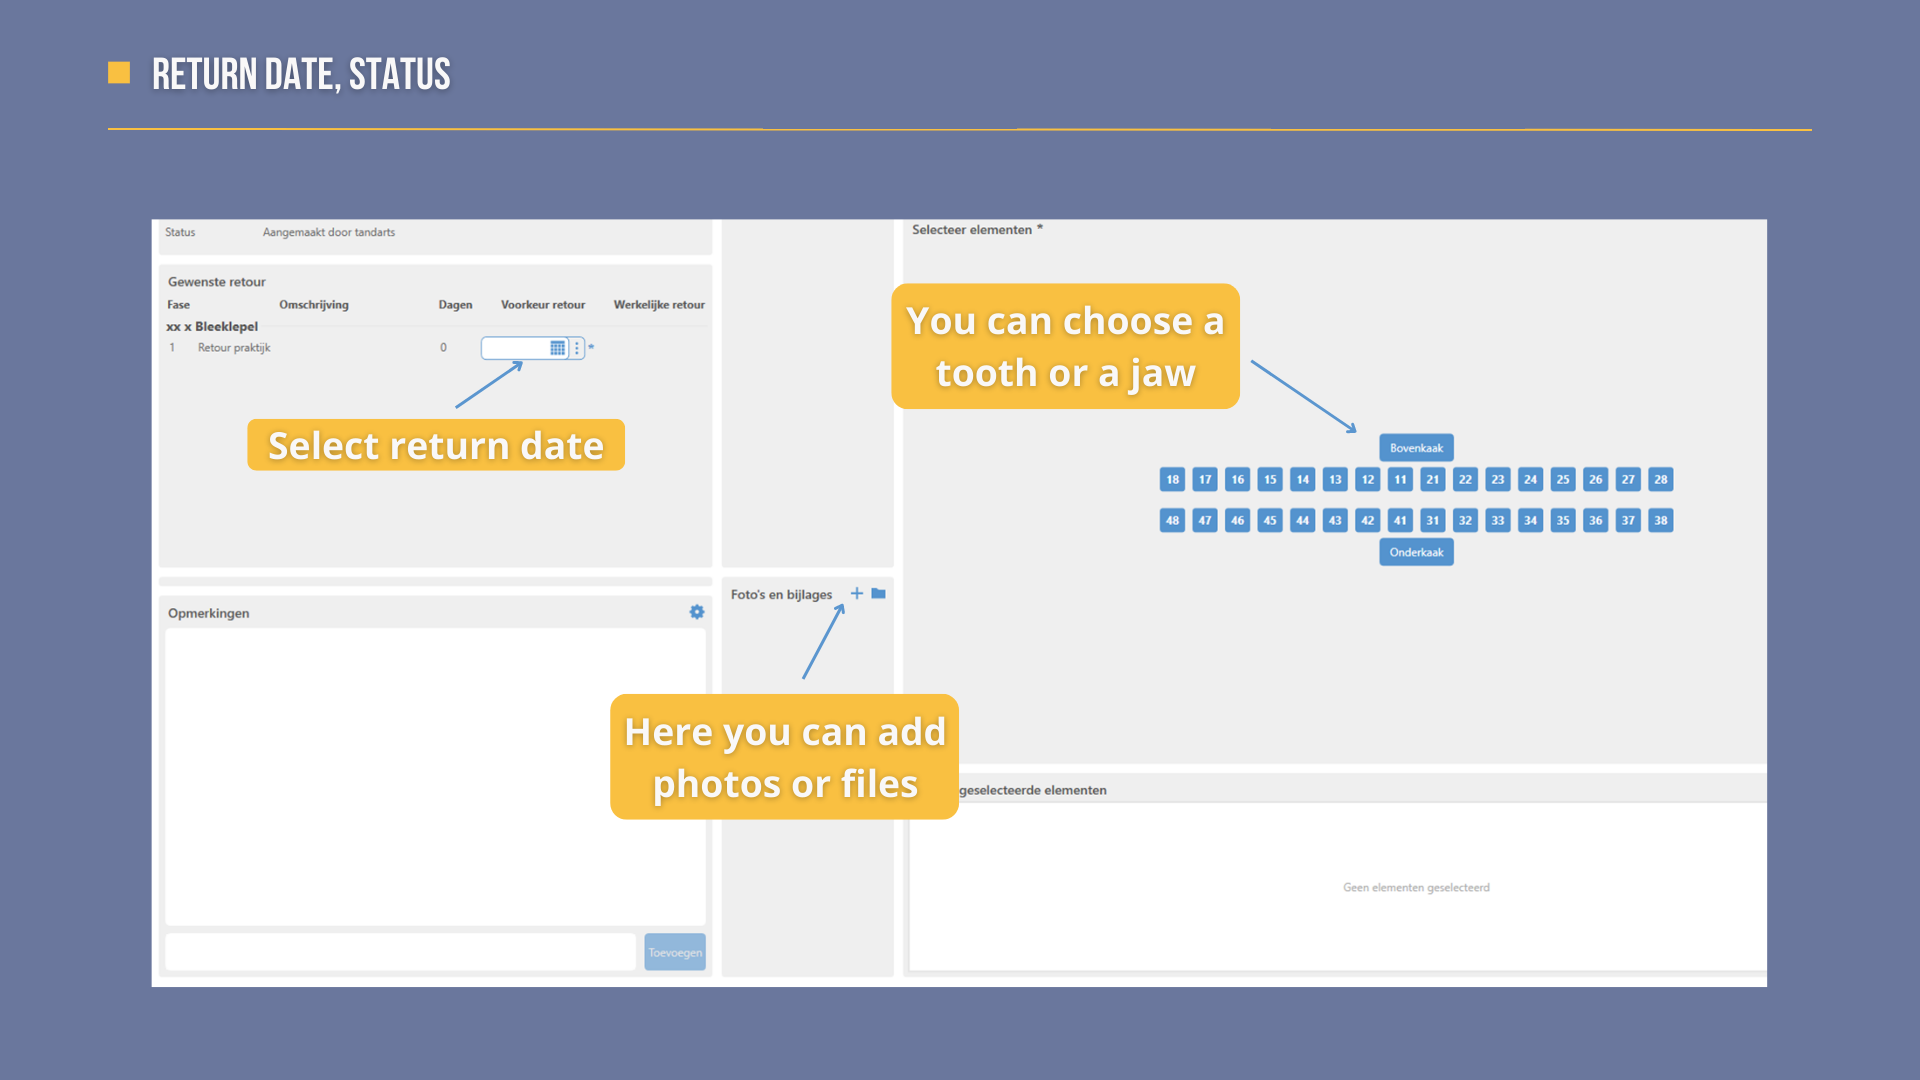 RETURN DATE, STATUS
Status Aangemaakt door tandarts
Gewenste retour
Fase Omschrijving Dagen Voorkeur retour Werkelijke retour
xx x Bleeklepel
1 Retour praktijk 0 *
Select return date
Selecteer elementen *
You can choose a
tooth or a jaw
Bovenkaak
18 17 16 15 14 13 12 11 21 22 23 24 25 26 27 28
48 47 46 45 44 43 42 41 31 32 33 34 35 36 37 38
Onderkaak
Opmerkingen
Toevoegen
Foto's en bijlages
Here you can add
photos or files
geselecteerde elementen
Geen elementen geselecteerd